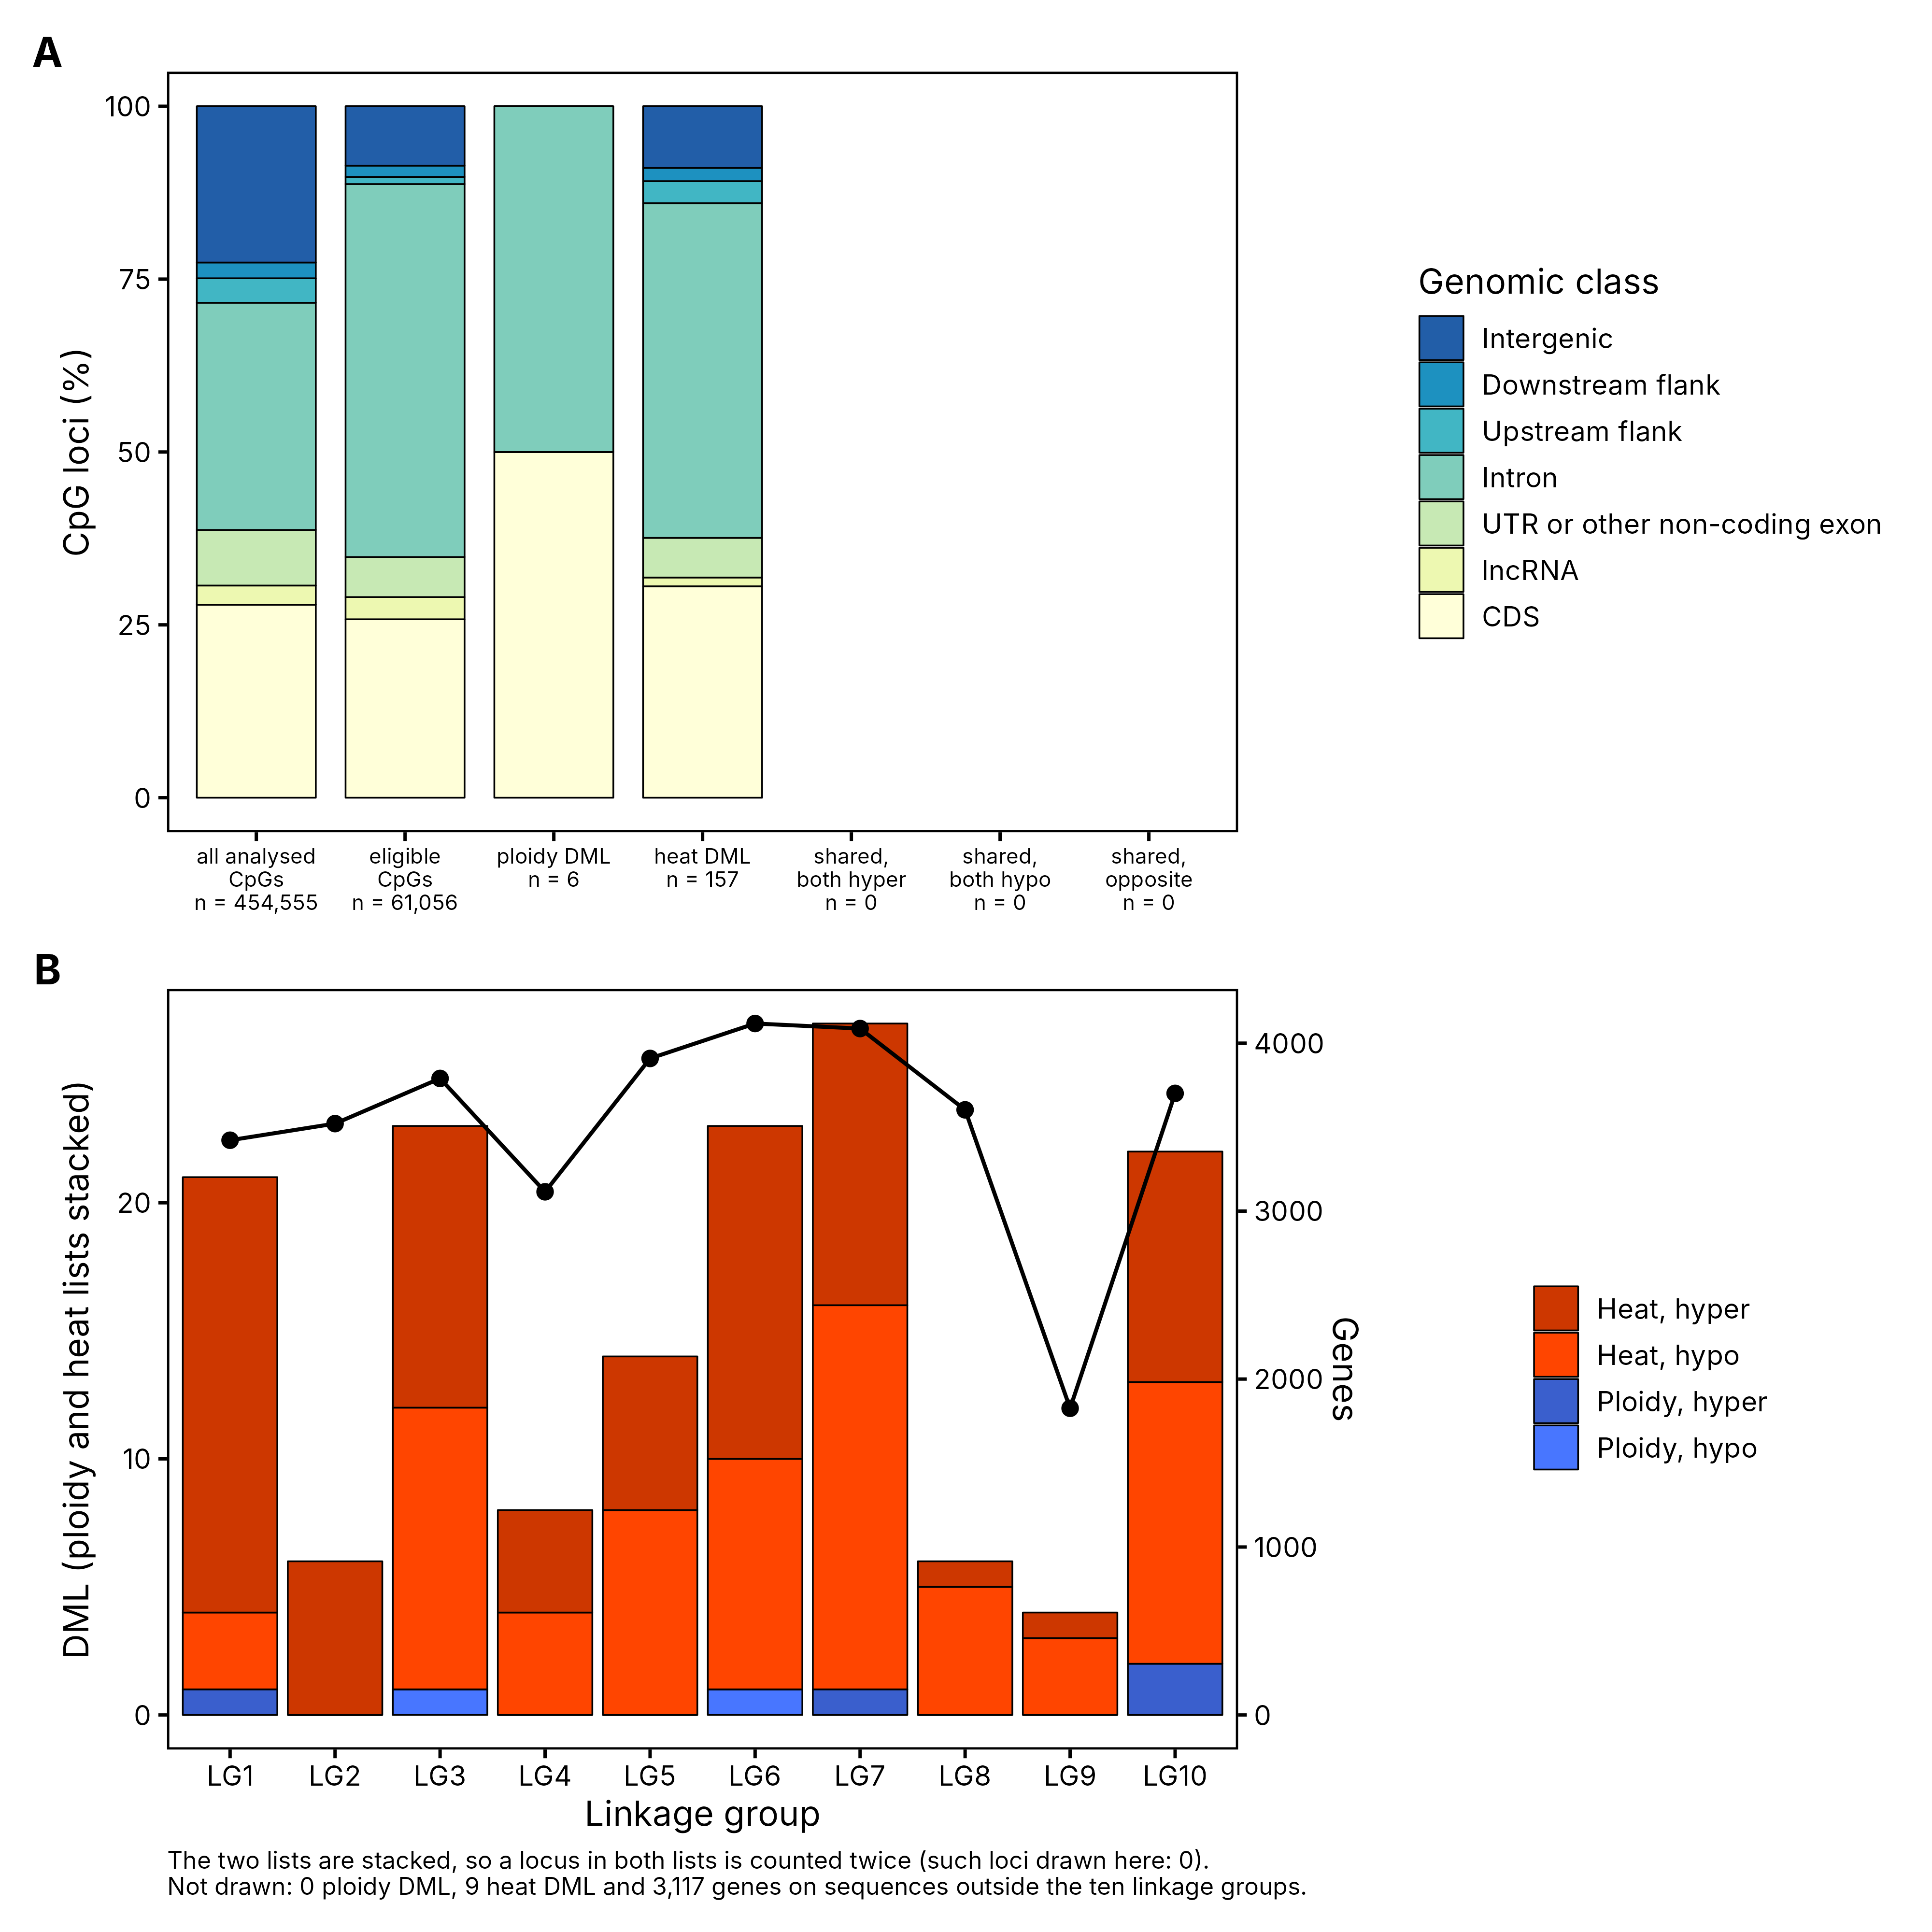 A
CpG loci (%)
100
75
50
25
0
all analysed
CpGs
n = 454,555
eligible
CpGs
n = 61,056
ploidy DML
n = 6
heat DML
n = 157
shared,
both hyper
n = 0
shared,
both hypo
n = 0
shared,
opposite
n = 0
Genomic class
Intergenic
Downstream flank
Upstream flank
Intron
UTR or other non-coding exon
lncRNA
CDS
B
DML (ploidy and heat lists stacked)
20
10
0
4000
3000
2000
1000
0
Genes
LG1
LG2
LG3
LG4
LG5
LG6
LG7
LG8
LG9
LG10
Linkage group
Heat, hyper
Heat, hypo
Ploidy, hyper
Ploidy, hypo
The two lists are stacked, so a locus in both lists is counted twice (such loci drawn here: 0).
Not drawn: 0 ploidy DML, 9 heat DML and 3,117 genes on sequences outside the ten linkage groups.